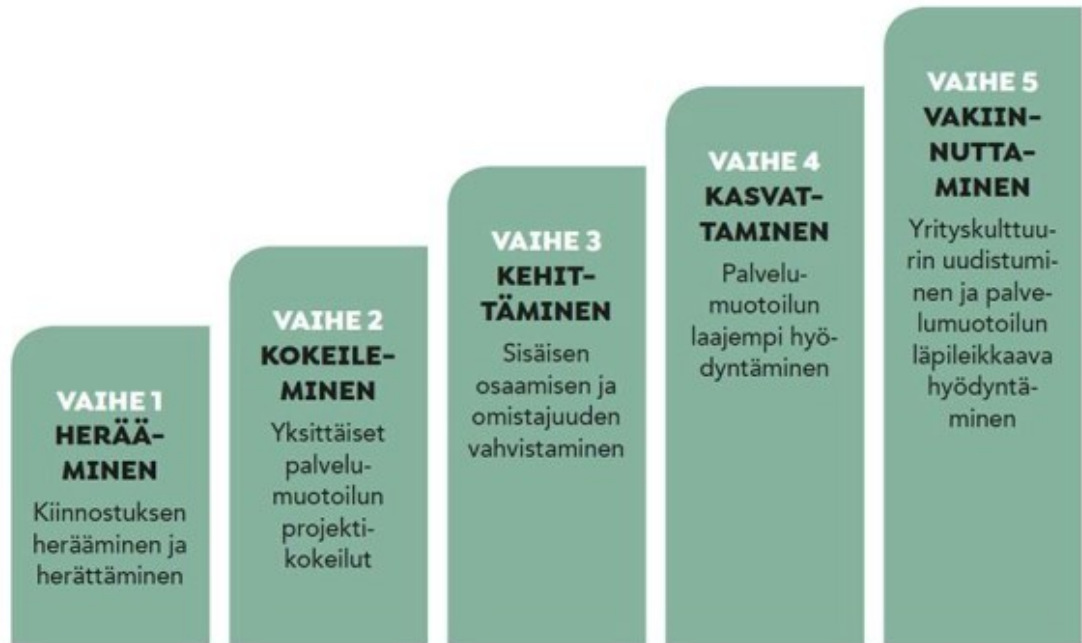 VAIHE 1
HERÄÄ-
MINEN
Kiinnostuksen
herääminen ja
herättäminen
VAIHE 2
KOKEILE-
MINEN
Yksittäiset
palvelu-
muotoilun
projekti-
kokeilut
VAIHE 3
KEHIT-
TÄMINEN
Sisäisen
osaamisen ja
omistajuuden
vahvistaminen
VAIHE 4
KASVAT-
TAMINEN
Palvelu-
muotoilun
laajempi hyö-
dyntäminen
VAIHE 5
VAKIIN-
NUTTA-
MINEN
Yrityskulttuu-
rin uudistumi-
nen ja palve-
lumuotoilun
läpileikkaava
hyödyntä-
minen